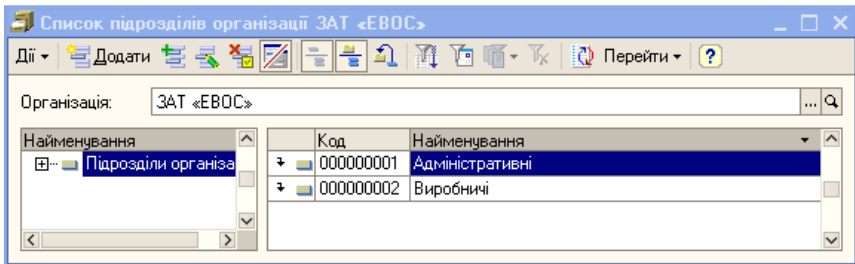 Список підрозділів організації ЗАТ «ЕВОС»
Дії Додати Перейти ?
Організація: ЗАТ «ЕВОС» ...
Найменування Код Найменування
Підрозділи організа 000000001 Адміністративні
000000002 Виробничі